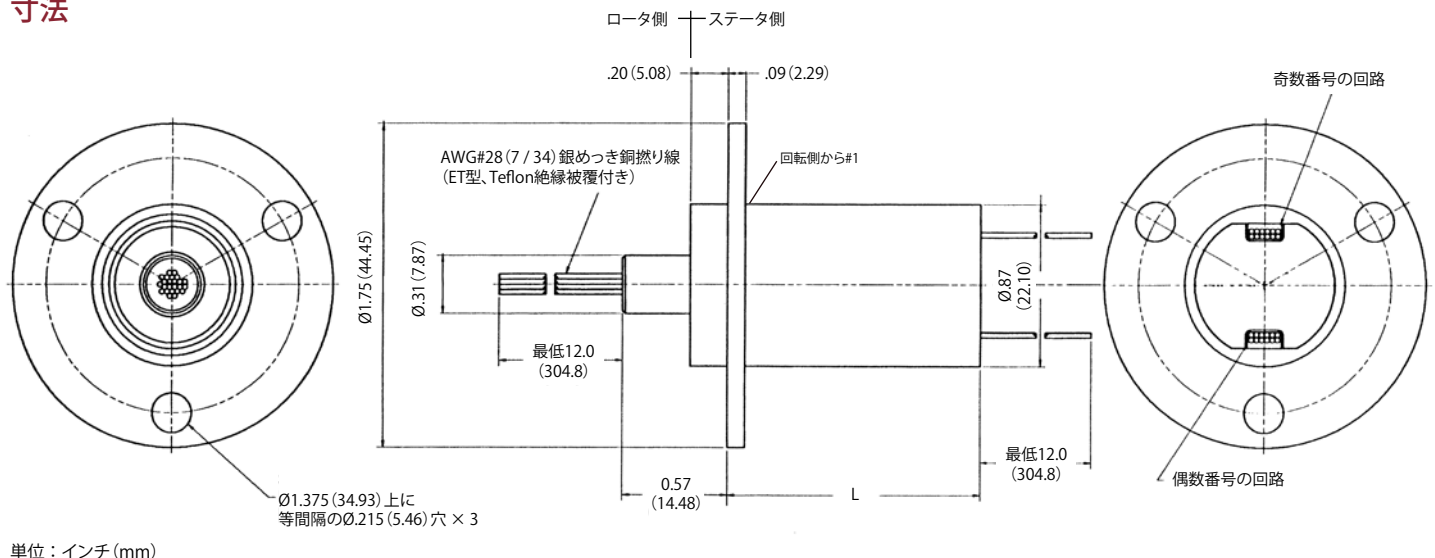 寸法
ロータ側
ステータ側
.20(5.08)
.09(2.29)
奇数番号の回路
AWG#28(7 / 34)銀めっき銅撚り線
(ET型、Teflon絶縁被覆付き)
回転側から#1
Ø1.75(44.45)
Ø.31(7.87)
Ø.87
(22.10)
最低12.0
(304.8)
最低12.0
(304.8)
0.57
(14.48)
L
偶数番号の回路
Ø1.375(34.93)上に
等間隔のØ.215(5.46)穴 × 3
単位：インチ(mm)